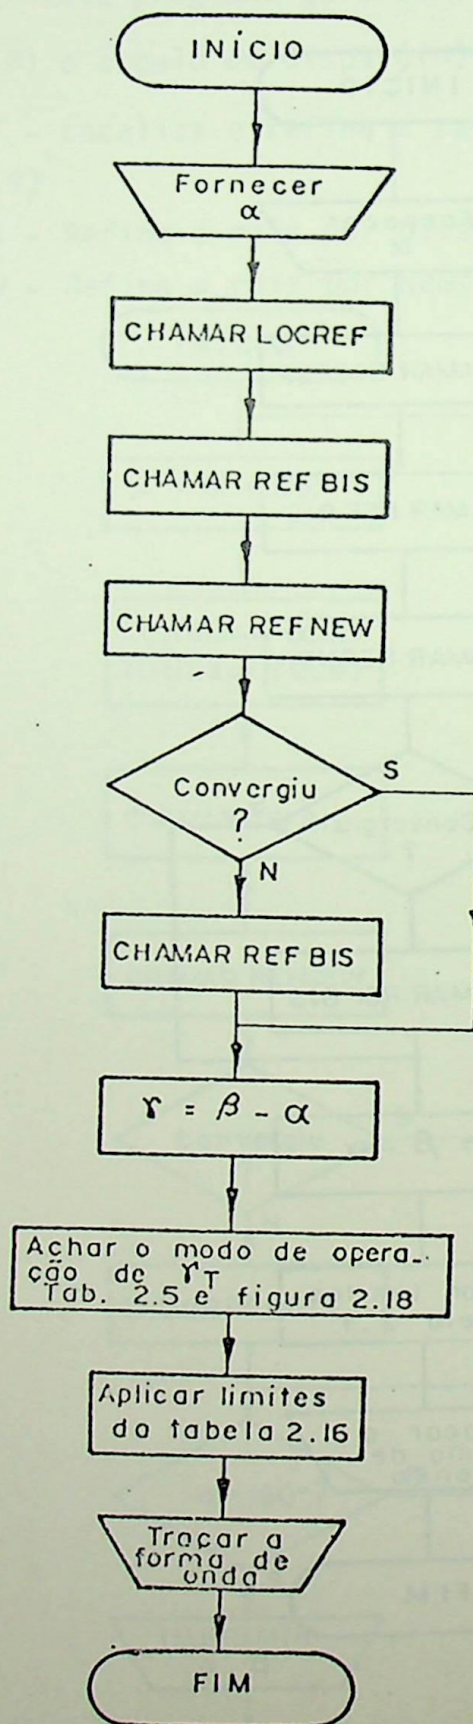 INÍCIO
Fornecer
α
CHAMAR LOCREF
CHAMAR REF BIS
CHAMAR REFNEW
Convergiu
?
S
N
CHAMAR REF BIS
γ = β - α
Achar o modo de opera-
ção de γT
Tab. 2.5 e figura 2.18
Aplicar limites
da tabela 2.16
Traçar a
forma de
onda
FIM